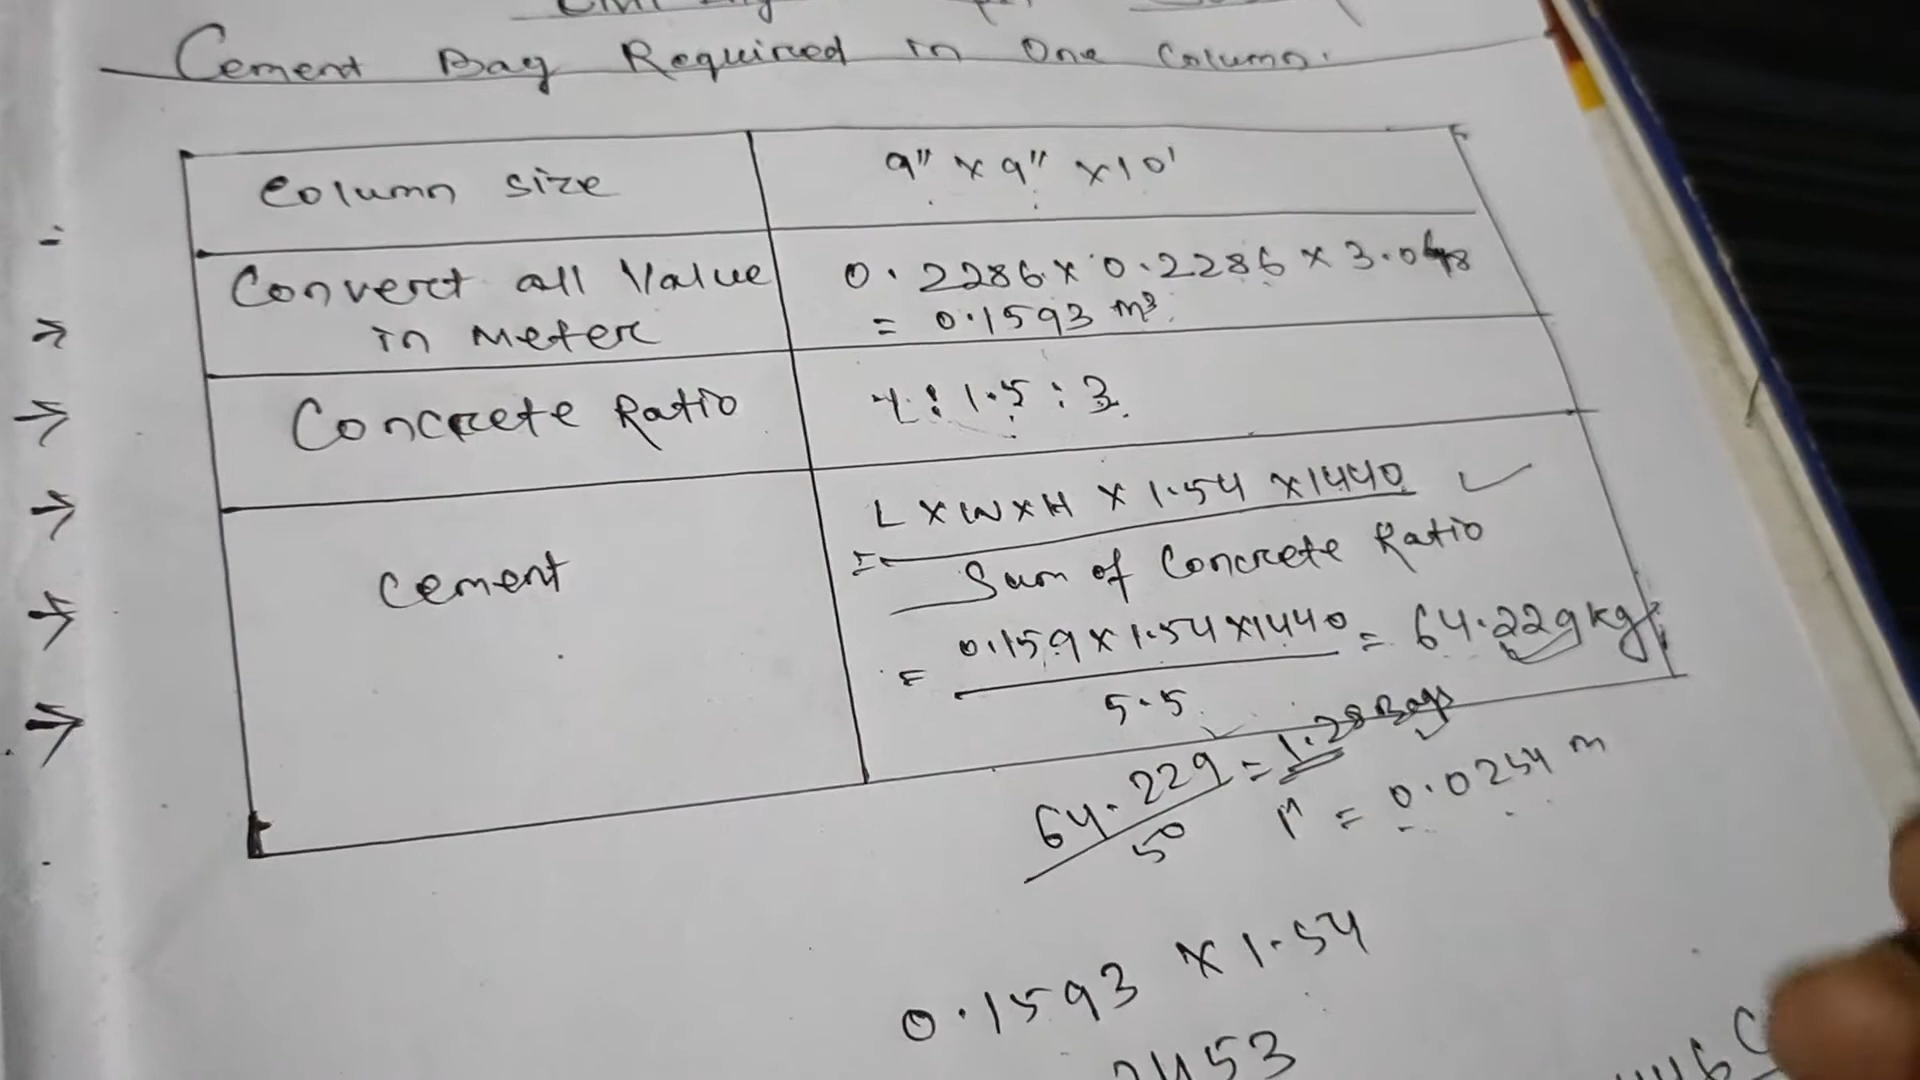 Cement Bag Required in One Column.
Column size
9" x 9" x 10'
Convert all Value
in Meter
0.2286 x 0.2286 x 3.048
= 0.1593 m³.
Concrete Ratio
1 : 1.5 : 3
Cement
= L x W x H x 1.54 x 1440
Sum of Concrete Ratio
= 0.159 x 1.54 x 1440 = 64.229 kg
5.5
64.229 = 1.28 Bags
50
1" = 0.0254 m
0.1593 x 1.54
2453